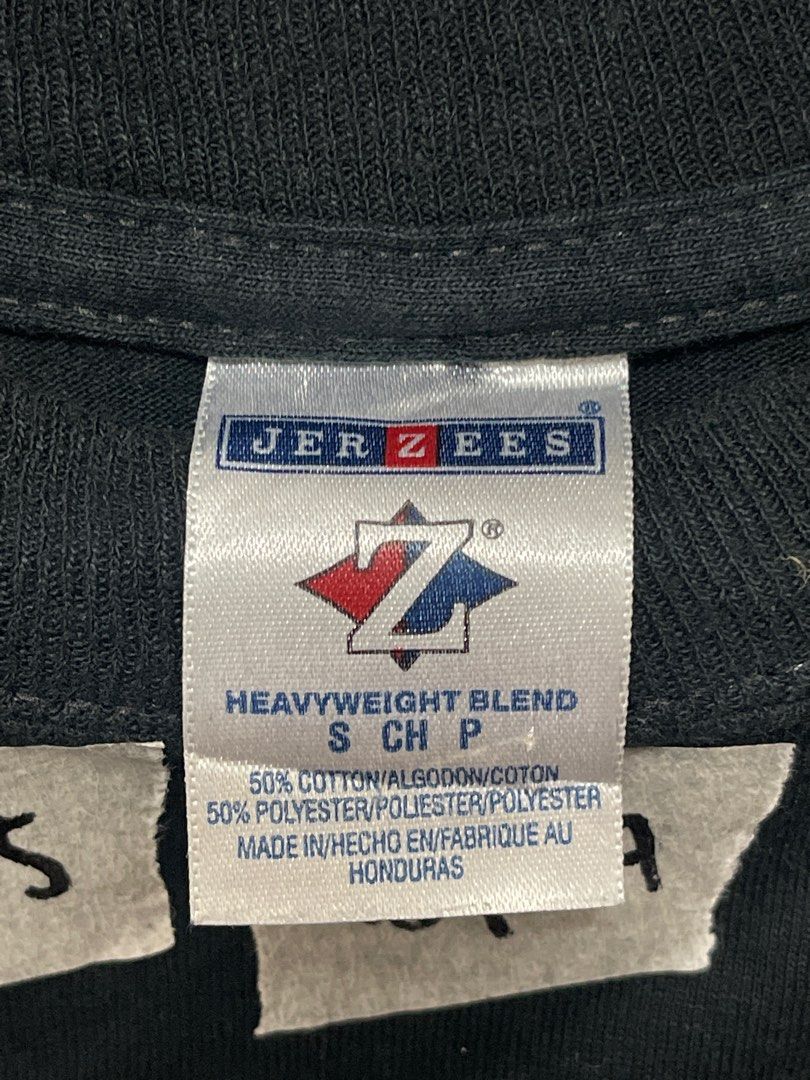 JERZEES®
Z®
HEAVYWEIGHT BLEND
S CH P
50% COTTON/ALGODON/COTON
50% POLYESTER/POLIESTER/POLYESTER
MADE IN/HECHO EN/FABRIQUE AU
HONDURAS
S
A